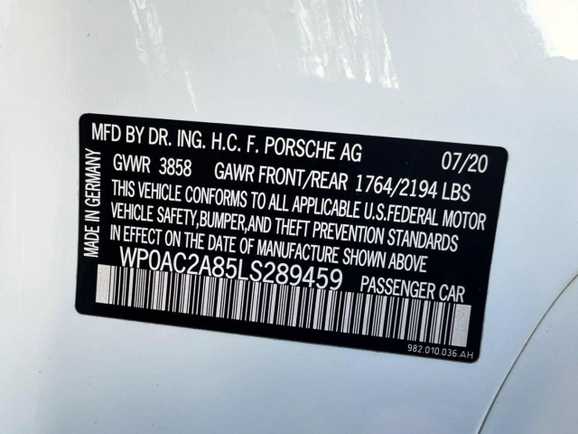 MFD BY DR. ING. H.C. F. PORSCHE AG 07/20
GVWR 3858 GAWR FRONT/REAR 1764/2194 LBS
THIS VEHICLE CONFORMS TO ALL APPLICABLE U.S.FEDERAL MOTOR
VEHICLE SAFETY,BUMPER,AND THEFT PREVENTION STANDARDS
IN EFFECT ON THE DATE OF MANUFACTURE SHOWN ABOVE
WP0AC2A85LS289459 PASSENGER CAR
MADE IN GERMANY
982.010.036.AH